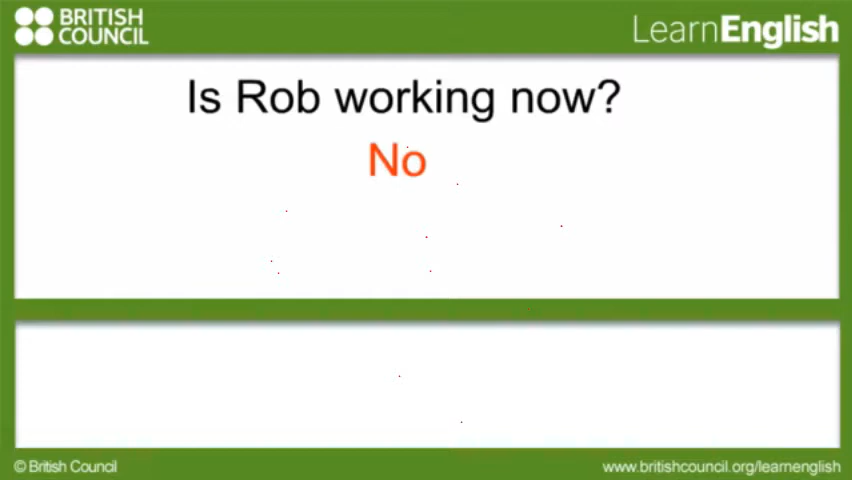 BRITISH
COUNCIL
LearnEnglish
Is Rob working now?
No
© British Council
www.britishcouncil.org/learnenglish